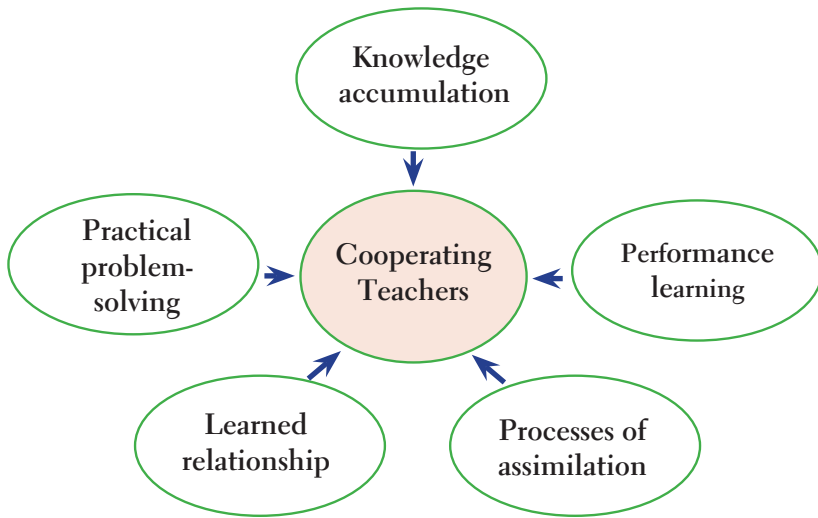 Knowledge
accumulation
Practical
problem-
solving
Cooperating
Teachers
Performance
learning
Learned
relationship
Processes of
assimilation